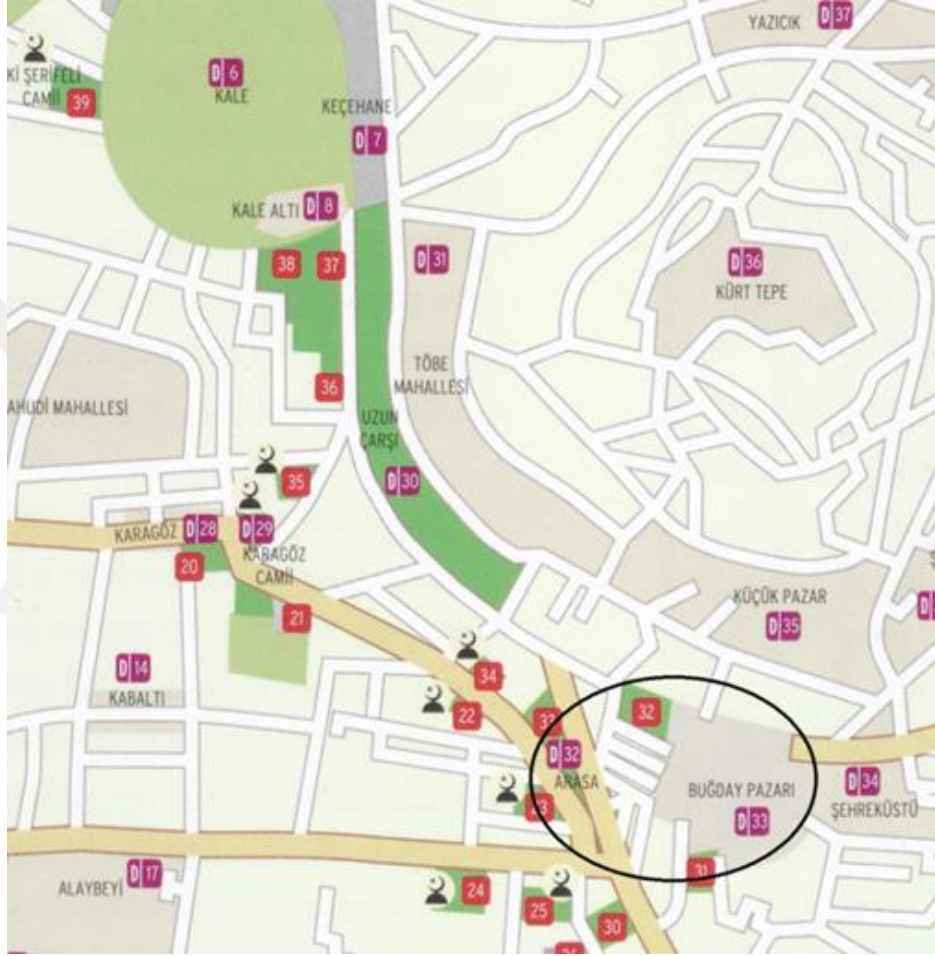 YAZICIK D 37
D 6
KALE
Kİ ŞERİFELİ
CAMİİ 39
KEÇEHANE
D 7
KALE ALTI D 8
38 37
D 31
D 36
KÜRT TEPE
36
TÖBE
MAHALLESİ
AHUDİ MAHALLESİ
UZUN
ÇARŞI
D 30
35
KARAGÖZ D 28
D 29
KARAGÖZ
CAMİİ
20
21
KÜÇÜK PAZAR
D 35
D 14
KABALTI
34
22
33
32
D 32
ARASA
23
BUĞDAY PAZARI
D 33
D 34
ŞEHREKÜSTÜ
31
ALAYBEYİ D 17
24
25
30